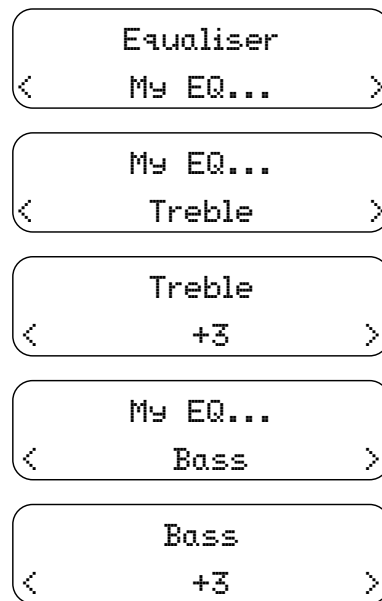 Equaliser
< My EQ... >
My EQ...
< Treble >
Treble
< +3 >
My EQ...
< Bass >
Bass
< +3 >